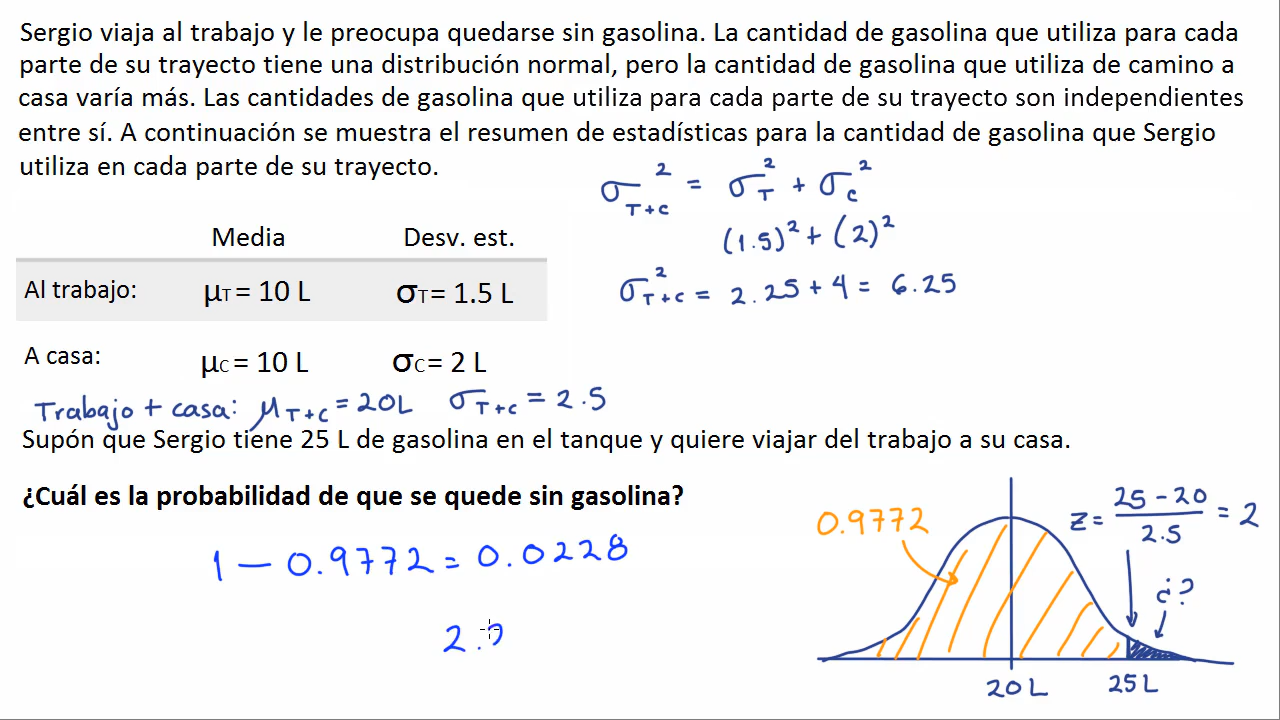 Sergio viaja al trabajo y le preocupa quedarse sin gasolina. La cantidad de gasolina que utiliza para cada
parte de su trayecto tiene una distribución normal, pero la cantidad de gasolina que utiliza de camino a
casa varía más. Las cantidades de gasolina que utiliza para cada parte de su trayecto son independientes
entre sí. A continuación se muestra el resumen de estadísticas para la cantidad de gasolina que Sergio
utiliza en cada parte de su trayecto.
σ²T+C = σ²T + σ²C
(1.5)² + (2)²
σ²T+C = 2.25 + 4 = 6.25
Media Desv. est.
Al trabajo: μT = 10 L σT = 1.5 L
A casa: μC = 10 L σC = 2 L
Trabajo + casa: μT+C = 20L σT+C = 2.5
Supón que Sergio tiene 25 L de gasolina en el tanque y quiere viajar del trabajo a su casa.
¿Cuál es la probabilidad de que se quede sin gasolina?
1 - 0.9772 = 0.0228
2.
0.9772
z = (25 - 20)/2.5 = 2
¿?
20L 25L